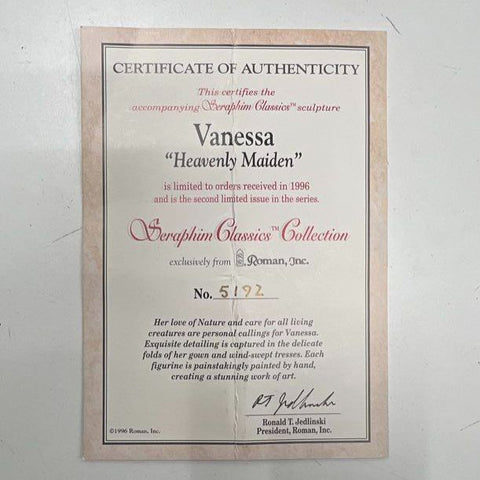 CERTIFICATE OF AUTHENTICITY
This certifies the
accompanying Seraphim Classics™ sculpture
Vanessa
"Heavenly Maiden"
is limited to orders received in 1996
and is the second limited issue in the series.
Seraphim Classics™ Collection
exclusively from Roman, Inc.
No. 5192
Her love of Nature and care for all living
creatures are personal callings for Vanessa.
Exquisite detailing is captured in the delicate
folds of her gown and wind-swept tresses. Each
figurine is painstakingly painted by hand,
creating a stunning work of art.
Ronald T. Jedlinski
President, Roman, Inc.
©1996 Roman, Inc.